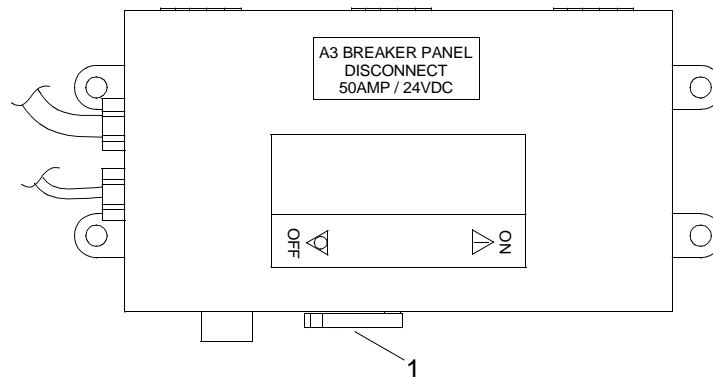 A3 BREAKER PANEL
DISCONNECT
50AMP / 24VDC
OFF
ON
1